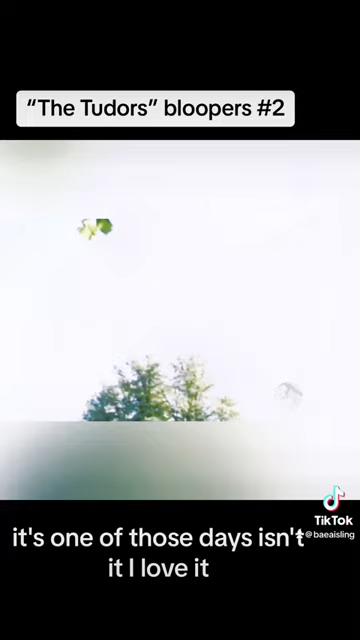 “The Tudors” bloopers #2
TikTok
@baeaisling
it's one of those days isn't
it I love it